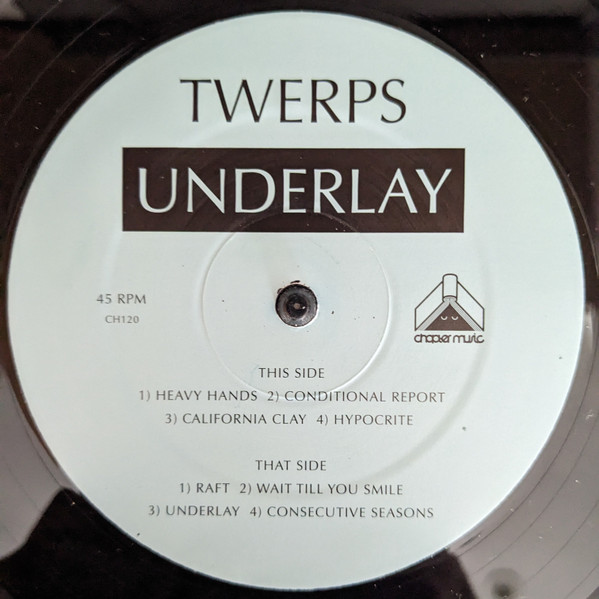 TWERPS
UNDERLAY
45 RPM
CH120
chapter music
THIS SIDE
1) HEAVY HANDS 2) CONDITIONAL REPORT
3) CALIFORNIA CLAY 4) HYPOCRITE
THAT SIDE
1) RAFT 2) WAIT TILL YOU SMILE
3) UNDERLAY 4) CONSECUTIVE SEASONS